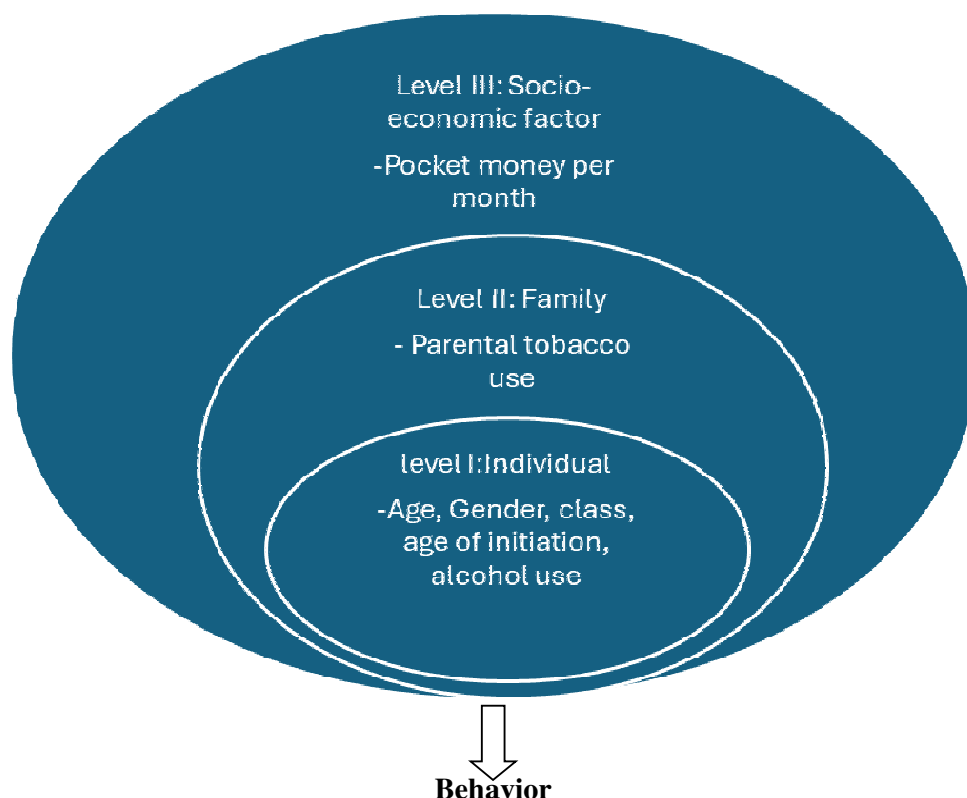 Level III: Socio-
economic factor
-Pocket money per
month
Level II: Family
- Parental tobacco
use
level I:Individual
-Age, Gender, class,
age of initiation,
alcohol use
Behavior